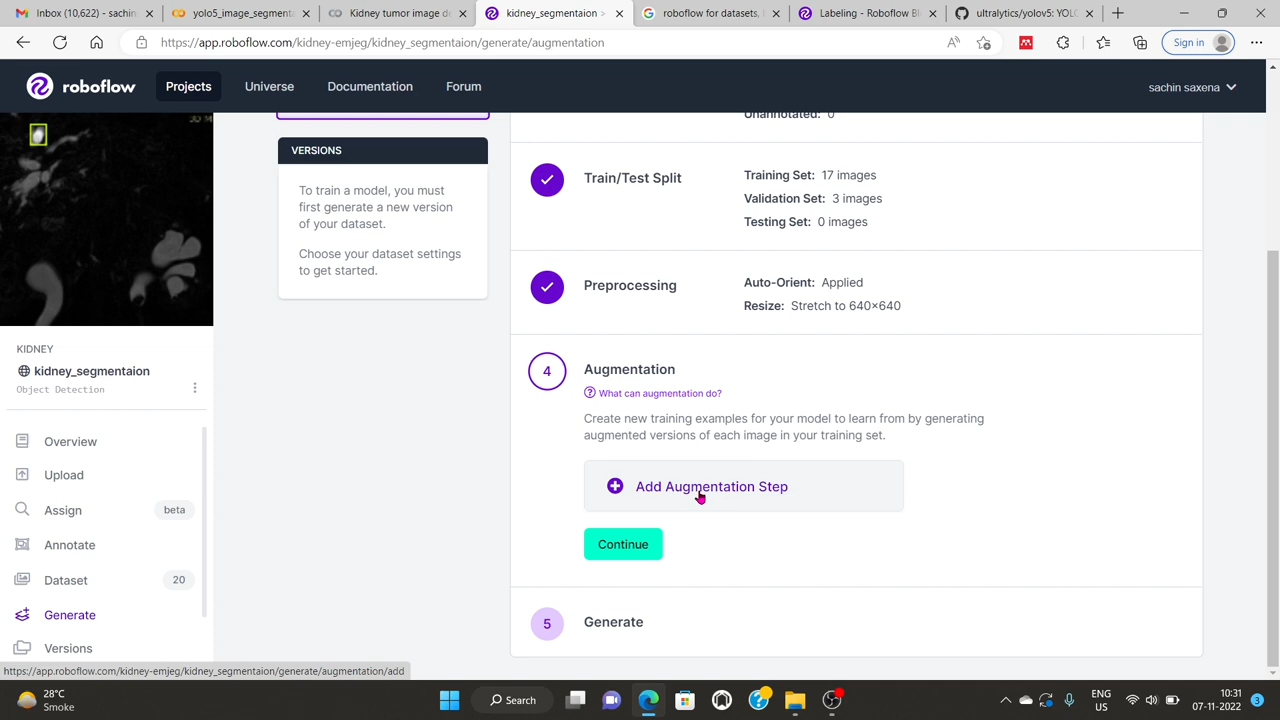 Inbox (10,622) - sachin
yolo5_image_segmenta
Kidney tumor image d
kidney_segmentaion >
roboflow for datasets,
Labeling - Roboflow Bl
ultralytics/yolov5: YOLO
https://app.roboflow.com/kidney-emjeg/kidney_segmentaion/generate/augmentation
Sign in
roboflow
Projects
Universe
Documentation
Forum
sachin saxena
Unannotated: 0
VERSIONS
To train a model, you must
first generate a new version
of your dataset.
Choose your dataset settings
to get started.
Train/Test Split
Training Set: 17 images
Validation Set: 3 images
Testing Set: 0 images
Preprocessing
Auto-Orient: Applied
Resize: Stretch to 640×640
4
Augmentation
What can augmentation do?
Create new training examples for your model to learn from by generating
augmented versions of each image in your training set.
Add Augmentation Step
Continue
5
Generate
KIDNEY
kidney_segmentaion
Object Detection
Overview
Upload
Assign beta
Annotate
Dataset 20
Generate
Versions
https://app.roboflow.com/kidney-emjeg/kidney_segmentaion/generate/augmentation/add
28°C
Smoke
Search
ENG
US
10:31
07-11-2022
3